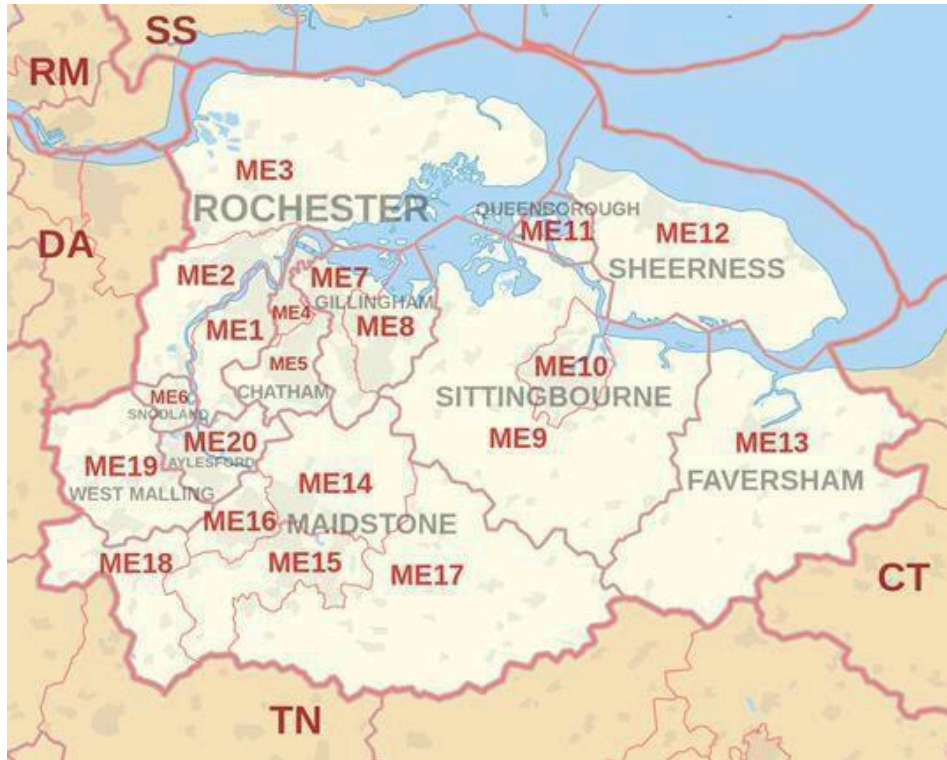 SS
RM
ME3
ROCHESTER
QUEENBOROUGH
ME11
ME12
DA
SHEERNESS
ME2
ME7
GILLINGHAM
ME4
ME1
ME8
ME5
ME10
CHATHAM
ME6
SITTINGBOURNE
SNODLAND
ME20
ME9
ME13
AYLESFORD
ME19
FAVERSHAM
ME14
WEST MALLING
ME16
MAIDSTONE
ME18
ME15
ME17
CT
TN